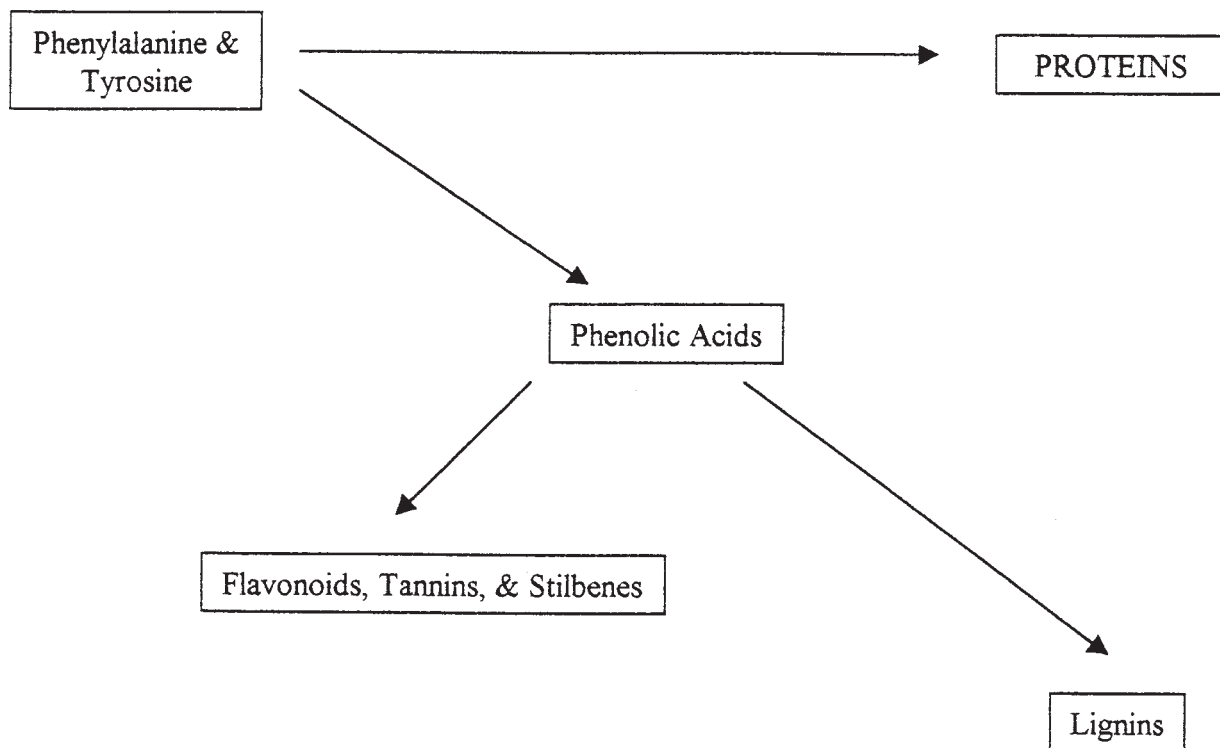 Phenylalanine &
Tyrosine
PROTEINS
Phenolic Acids
Flavonoids, Tannins, & Stilbenes
Lignins